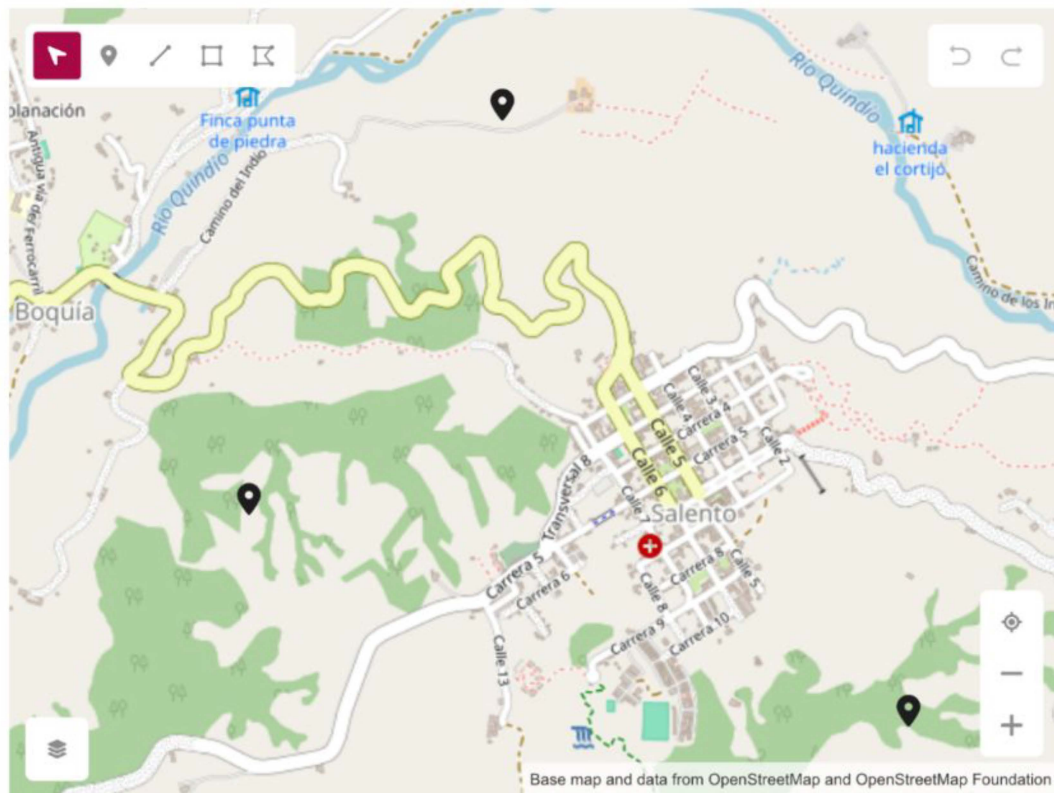 planación
Antigua vía del Ferrocarril
Finca punta
de piedra
Río Quindío
Camino del Indio
Río Quindío
hacienda
el cortijo
Camino de los In
Boquía
Calle 3
Calle 4
Carrera 4
Calle 5
Carrera 5
Calle 2
Calle 6
Transversal 8
Calle 7
Salento
Carrera 5
Carrera 6
Carrera 8
Calle 5
Calle 8
Carrera 9
Carrera 10
Calle 13
Base map and data from OpenStreetMap and OpenStreetMap Foundation